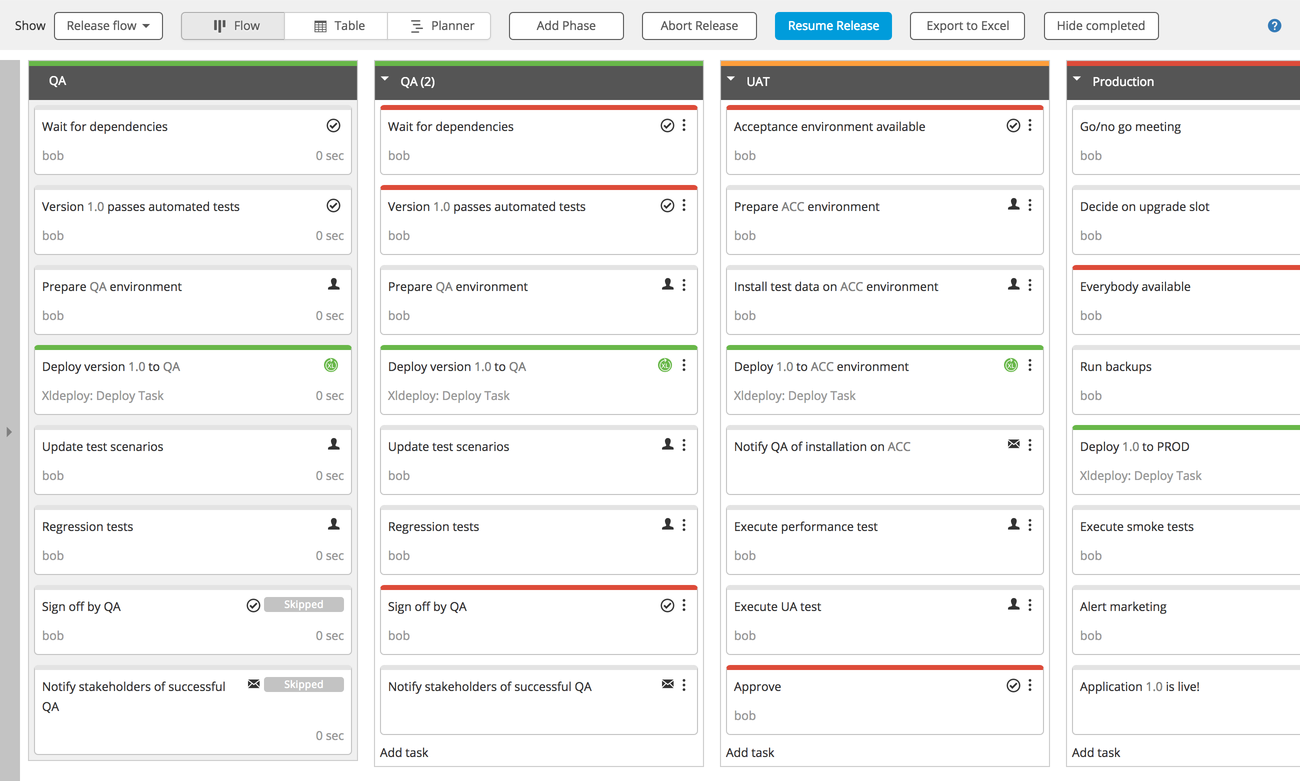 Show
Release flow
Flow
Table
Planner
Add Phase
Abort Release
Resume Release
Export to Excel
Hide completed
?
QA
Wait for dependencies
bob
0 sec
Version 1.0 passes automated tests
bob
0 sec
Prepare QA environment
bob
0 sec
Deploy version 1.0 to QA
XL
Xldeploy: Deploy Task
0 sec
Update test scenarios
bob
0 sec
Regression tests
bob
0 sec
Sign off by QA
Skipped
bob
0 sec
Notify stakeholders of successful
QA
Skipped
0 sec
QA (2)
Wait for dependencies
bob
Version 1.0 passes automated tests
bob
Prepare QA environment
bob
Deploy version 1.0 to QA
XL
Xldeploy: Deploy Task
Update test scenarios
bob
Regression tests
bob
Sign off by QA
bob
Notify stakeholders of successful QA
Add task
UAT
Acceptance environment available
bob
Prepare ACC environment
bob
Install test data on ACC environment
bob
Deploy 1.0 to ACC environment
XL
Xldeploy: Deploy Task
Notify QA of installation on ACC
Execute performance test
bob
Execute UA test
bob
Approve
bob
Add task
Production
Go/no go meeting
bob
Decide on upgrade slot
bob
Everybody available
bob
Run backups
bob
Deploy 1.0 to PROD
Xldeploy: Deploy Task
Execute smoke tests
bob
Alert marketing
bob
Application 1.0 is live!
Add task